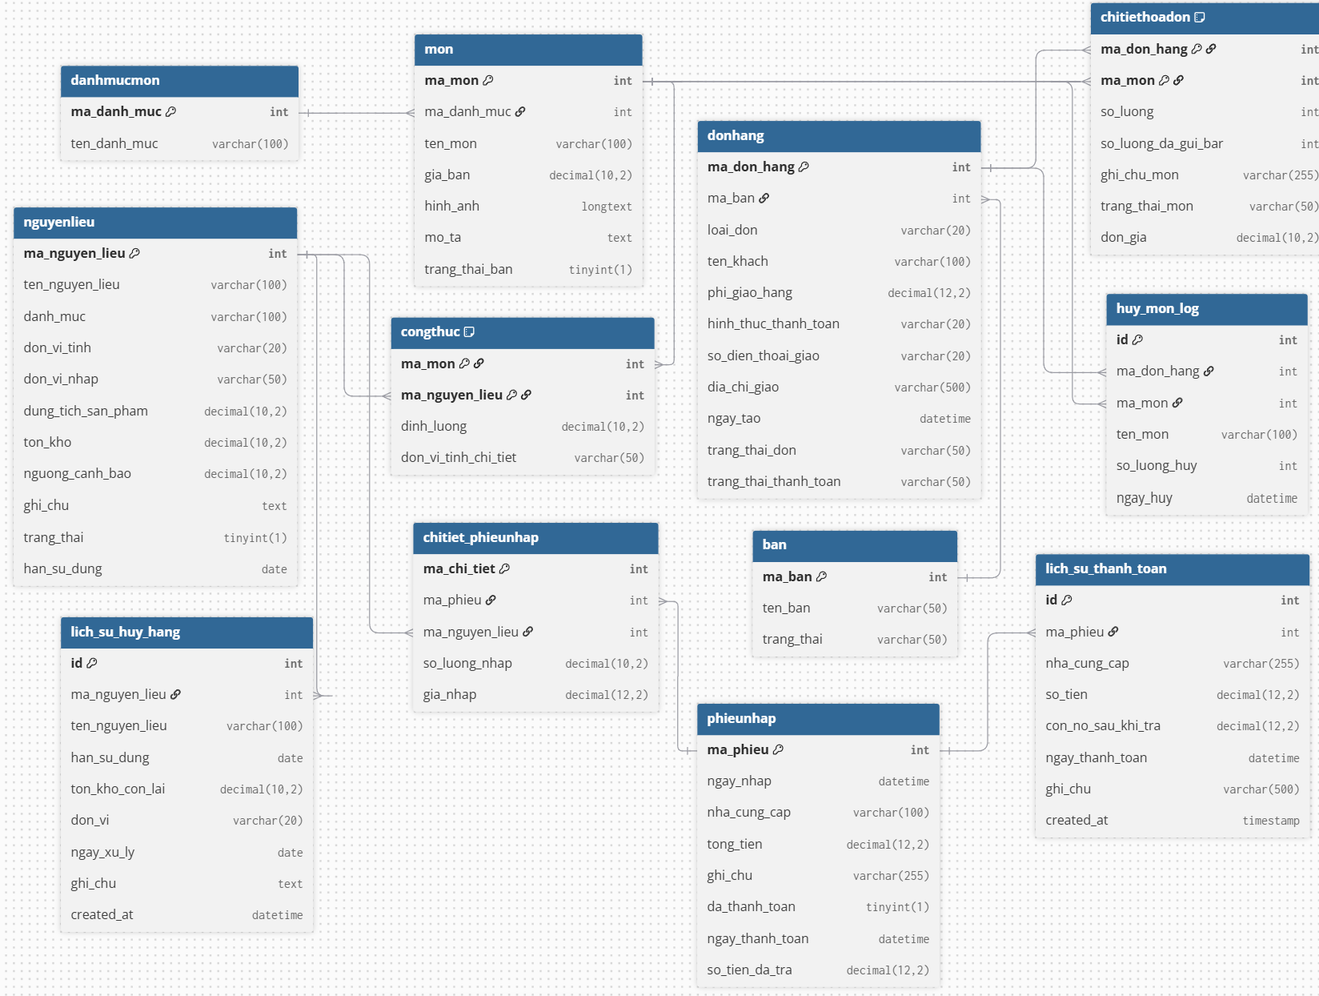 danhmucmon
ma_danh_muc int
ten_danh_muc varchar(100)
nguyenlieu
ma_nguyen_lieu int
ten_nguyen_lieu varchar(100)
danh_muc varchar(100)
don_vi_tinh varchar(20)
don_vi_nhap varchar(50)
dung_tich_san_pham decimal(10,2)
ton_kho decimal(10,2)
nguong_canh_bao decimal(10,2)
ghi_chu text
trang_thai tinyint(1)
han_su_dung date
lich_su_huy_hang
id int
ma_nguyen_lieu int
ten_nguyen_lieu varchar(100)
han_su_dung date
ton_kho_con_lai decimal(10,2)
don_vi varchar(20)
ngay_xu_ly date
ghi_chu text
created_at datetime
mon
ma_mon int
ma_danh_muc int
ten_mon varchar(100)
gia_ban decimal(10,2)
hinh_anh longtext
mo_ta text
trang_thai_ban tinyint(1)
congthuc
ma_mon int
ma_nguyen_lieu int
dinh_luong decimal(10,2)
don_vi_tinh_chi_tiet varchar(50)
chitiet_phieunhap
ma_chi_tiet int
ma_phieu int
ma_nguyen_lieu int
so_luong_nhap decimal(10,2)
gia_nhap decimal(12,2)
donhang
ma_don_hang int
ma_ban int
loai_don varchar(20)
ten_khach varchar(100)
phi_giao_hang decimal(12,2)
hinh_thuc_thanh_toan varchar(20)
so_dien_thoai_giao varchar(20)
dia_chi_giao varchar(500)
ngay_tao datetime
trang_thai_don varchar(50)
trang_thai_thanh_toan varchar(50)
ban
ma_ban int
ten_ban varchar(50)
trang_thai varchar(50)
phieunhap
ma_phieu int
ngay_nhap datetime
nha_cung_cap varchar(100)
tong_tien decimal(12,2)
ghi_chu varchar(255)
da_thanh_toan tinyint(1)
ngay_thanh_toan datetime
so_tien_da_tra decimal(12,2)
chitiethoadon
ma_don_hang int
ma_mon int
so_luong int
so_luong_da_gui_bar int
ghi_chu_mon varchar(255)
trang_thai_mon varchar(50)
don_gia decimal(10,2)
huy_mon_log
id int
ma_don_hang int
ma_mon int
ten_mon varchar(100)
so_luong_huy int
ngay_huy datetime
lich_su_thanh_toan
id int
ma_phieu int
nha_cung_cap varchar(255)
so_tien decimal(12,2)
con_no_sau_khi_tra decimal(12,2)
ngay_thanh_toan datetime
ghi_chu varchar(500)
created_at timestamp